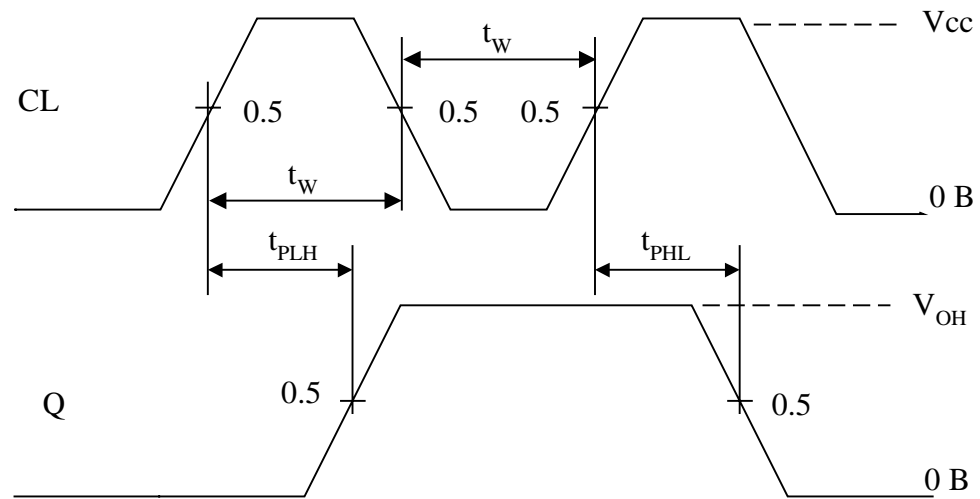 Vcc
t_W
CL
0.5 0.5 0.5
t_W
0 В
t_PLH t_PHL
V_OH
0.5 0.5
Q
0 В